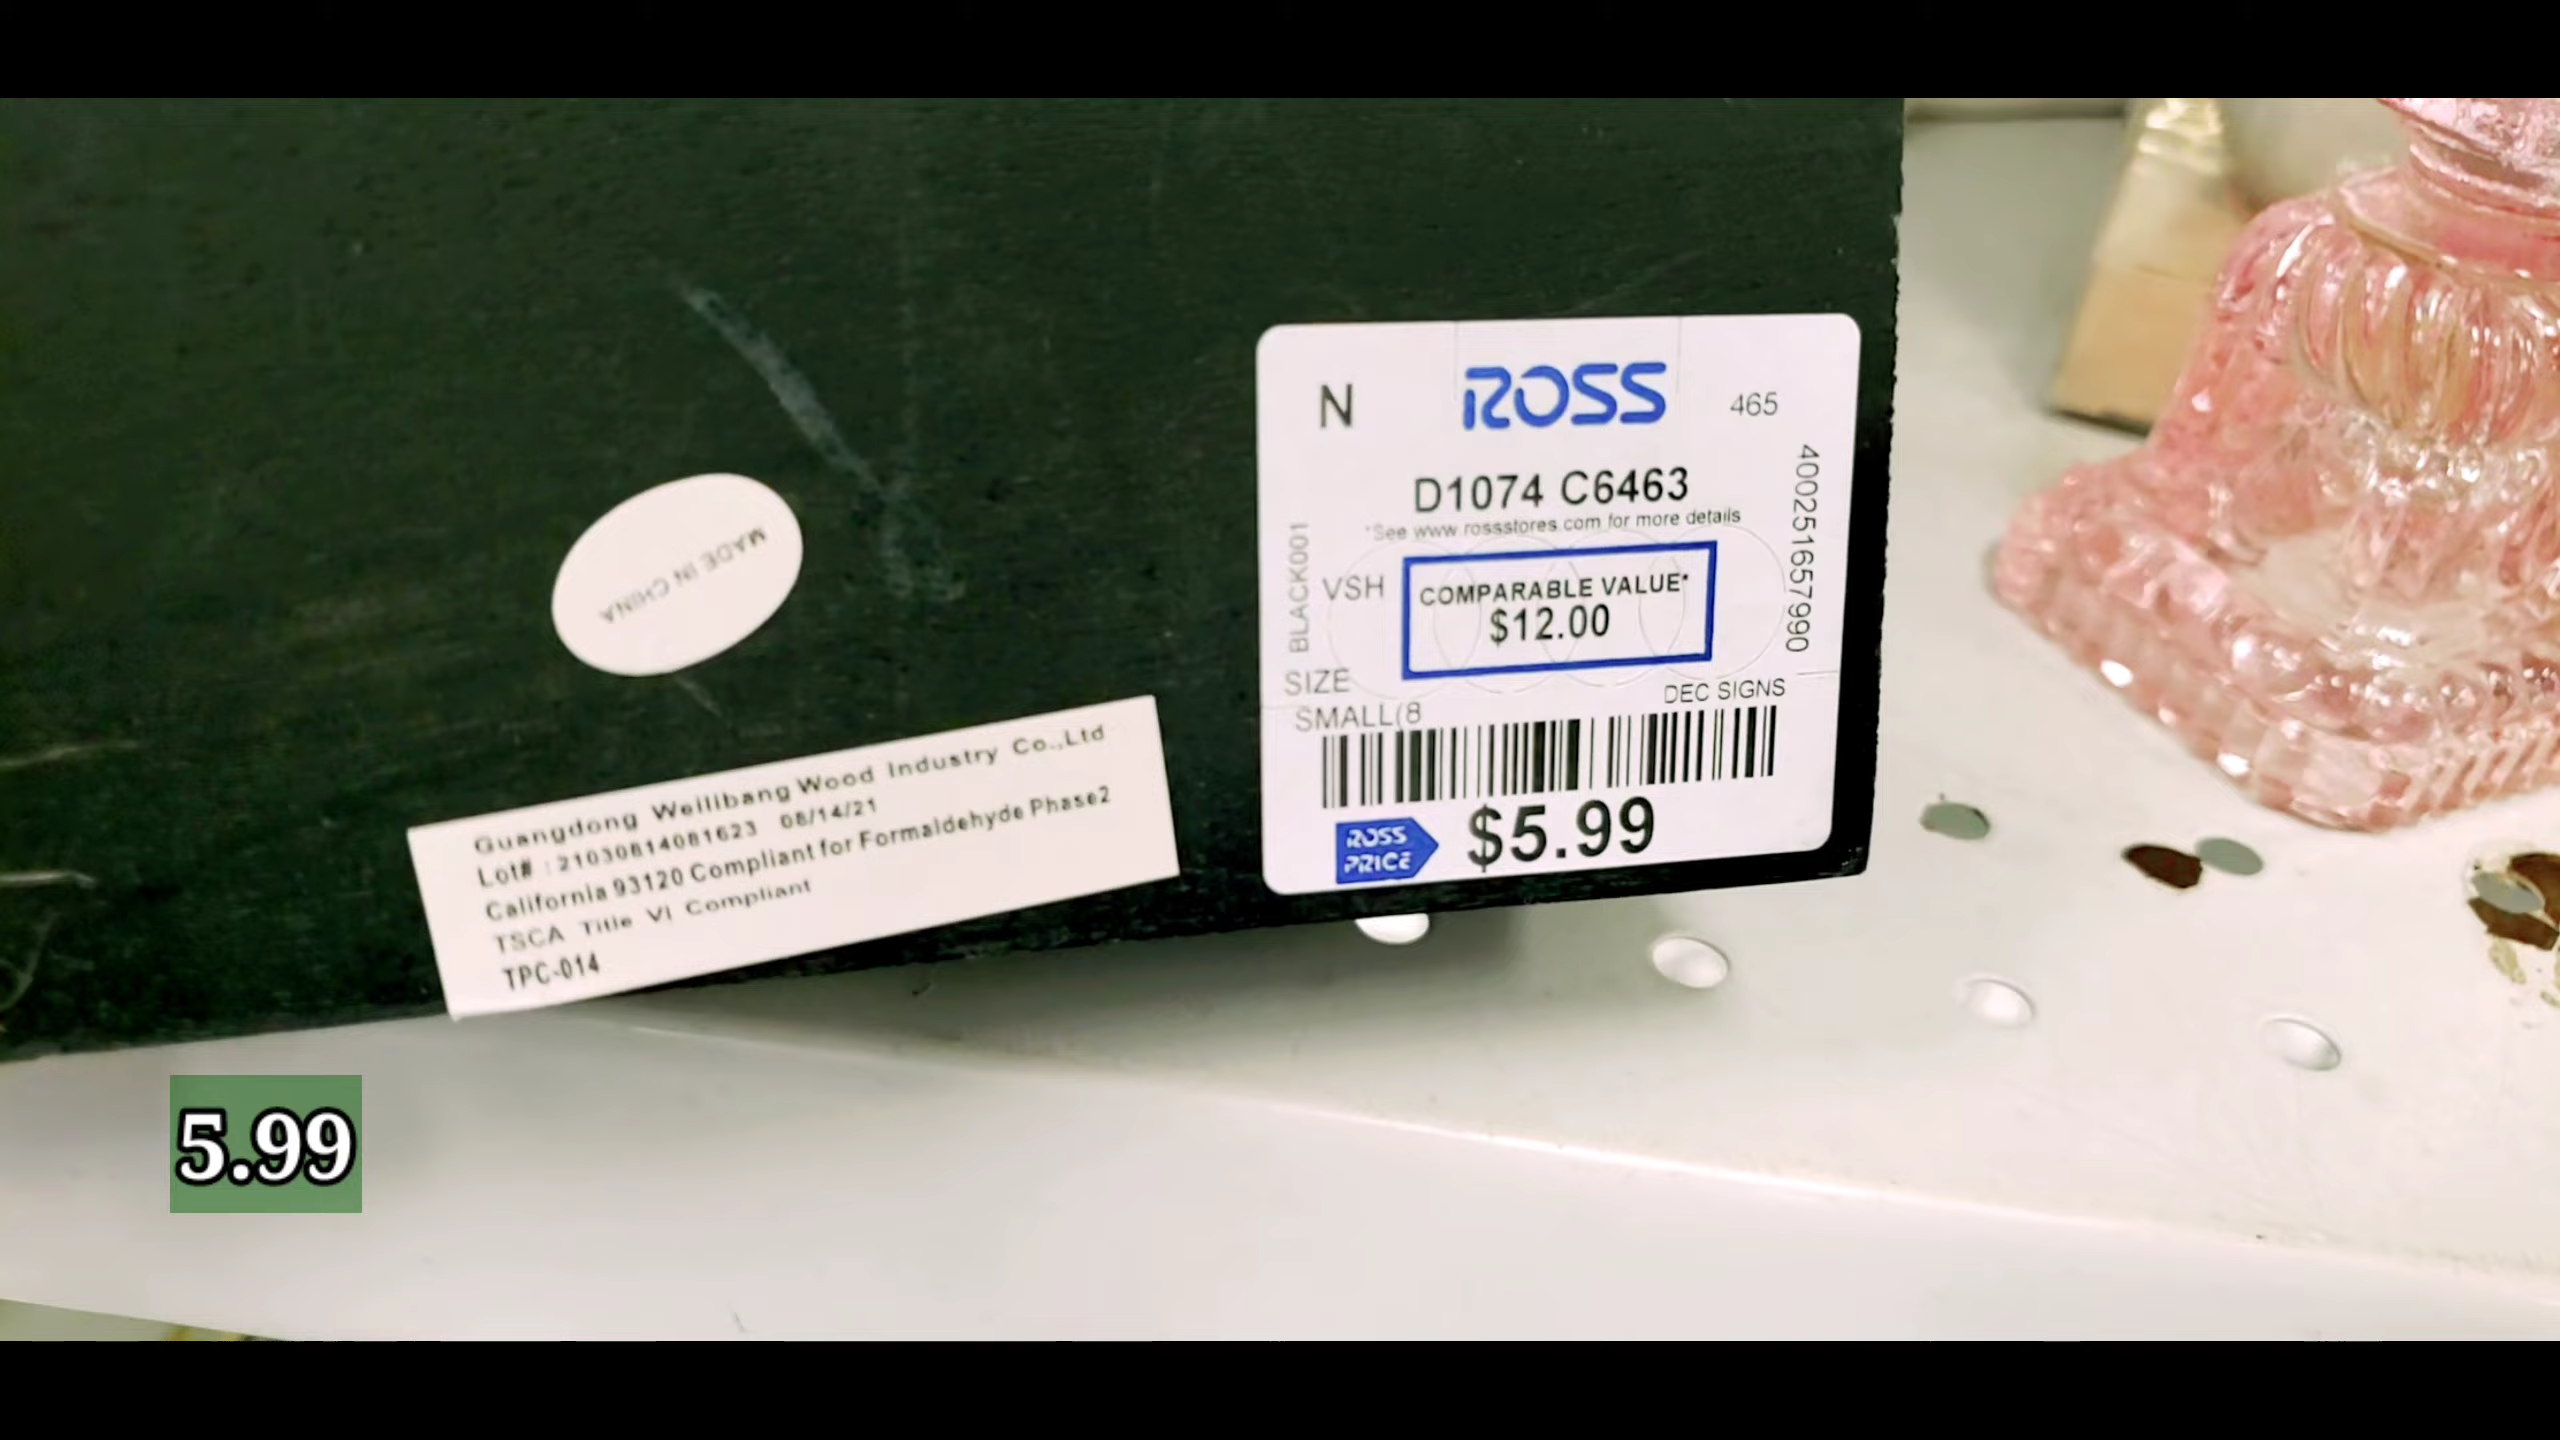 N ROSS 465
D1074 C6463
*See www.rossstores.com for more details
400251657990
BLACK001
VSH
COMPARABLE VALUE*
$12.00
SIZE
SMALL(8
DEC SIGNS
ROSS
PRICE
$5.99
MADE IN CHINA
Guangdong Weilibang Wood Industry Co.,Ltd
Lot# : 21030814081623 08/14/21
California 93120 Compliant for Formaldehyde Phase2
TSCA Title VI Compliant
TPC-014
5.99